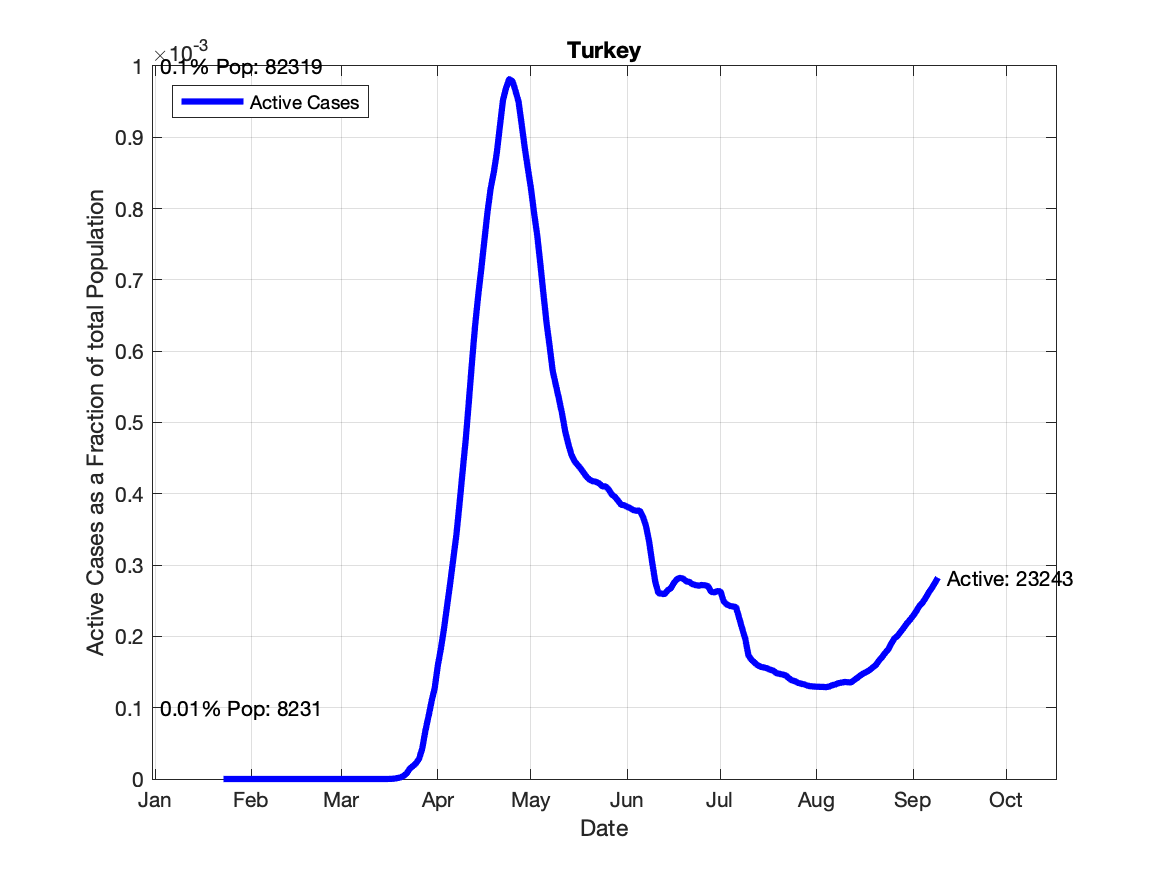 Turkey
×10-3
0.1% Pop: 82319
Active Cases
1
0.9
0.8
0.7
0.6
0.5
0.4
0.3
0.2
0.1
0
Active Cases as a Fraction of total Population
Active: 23243
0.01% Pop: 8231
Jan Feb Mar Apr May Jun Jul Aug Sep Oct
Date